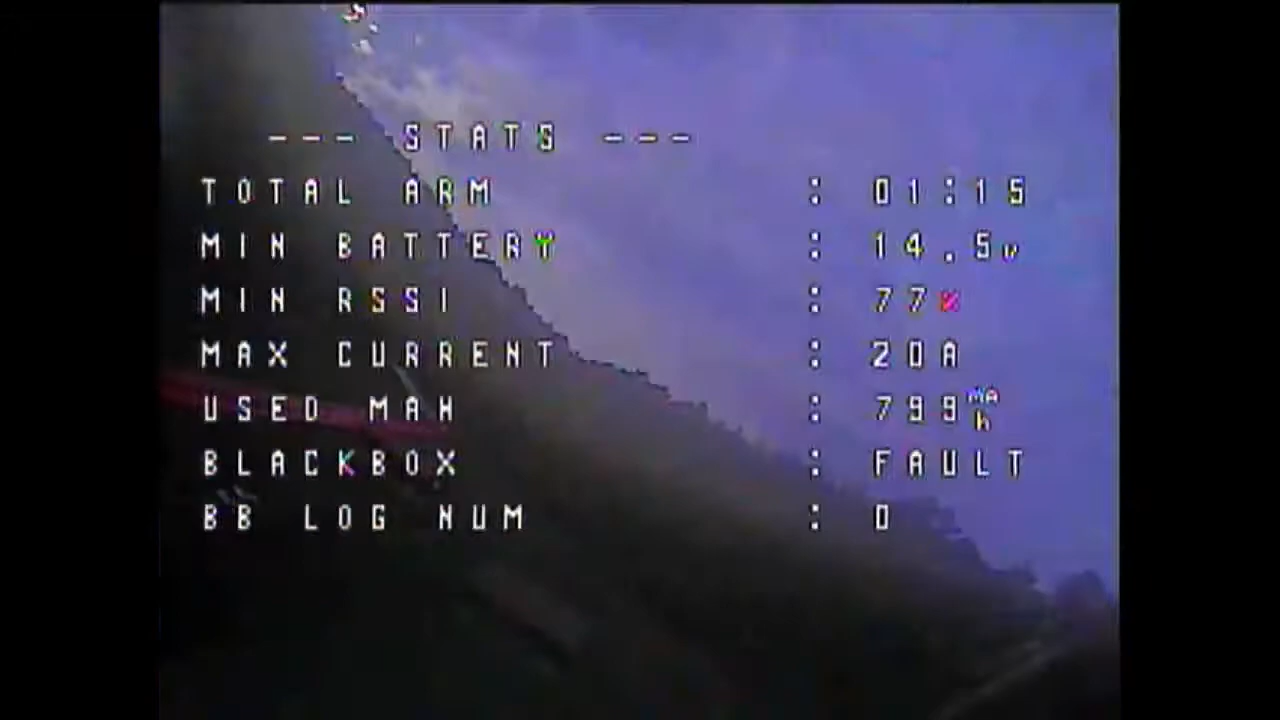 --- STATS ---
TOTAL ARM : 01:15
MIN BATTERY : 14.5V
MIN RSSI : 77%
MAX CURRENT : 20A
USED MAH : 799mAh
BLACKBOX : FAULT
BB LOG NUM : 0